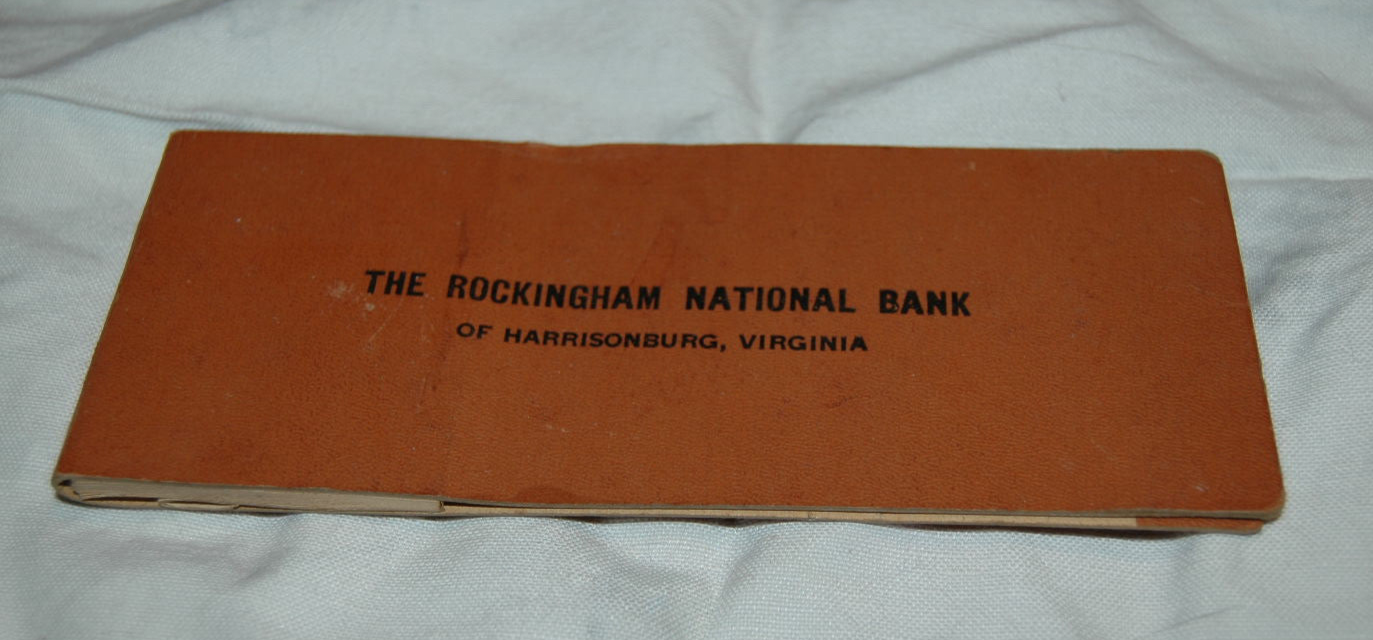 THE ROCKINGHAM NATIONAL BANK
OF HARRISONBURG, VIRGINIA